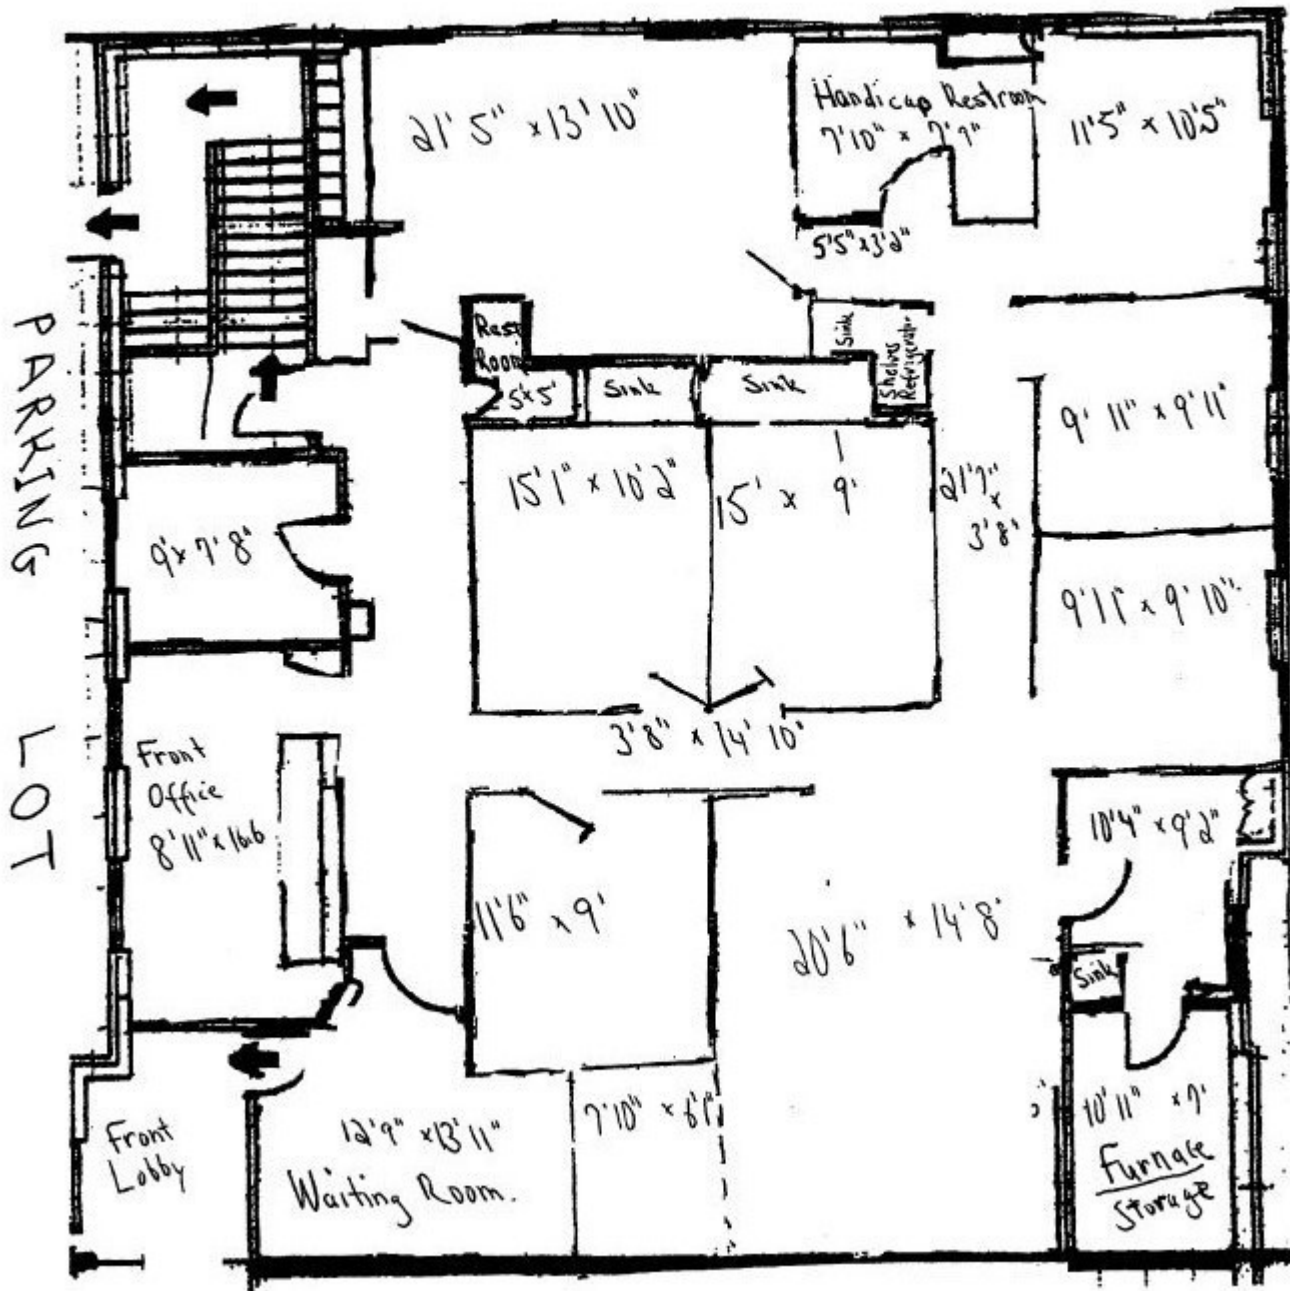 21' 5" x 13' 10"
Handicap Restroom
7'10" x 7'9"
11'5" x 10'5"
5'5" x 3'2"
Rest
Room
5'x5'
Sink
Sink
Sink
Shelves
Refrigerator
9' 11" x 9'11"
15'1" x 10'2"
15' x 9'
21'7"
x
3'8"
9'x 7'8"
9'11" x 9'10"
PARKING LOT
3'8" x 14' 10"
Front
Office
8'11" x 16.6
10'4" x 9'2"
11'6" x 9'
20'6" x 14'8"
Sink
Front
Lobby
12'9" x 13'11"
Waiting Room.
7'10" x 6'1"
10'11" x 7'
Furnace
Storage